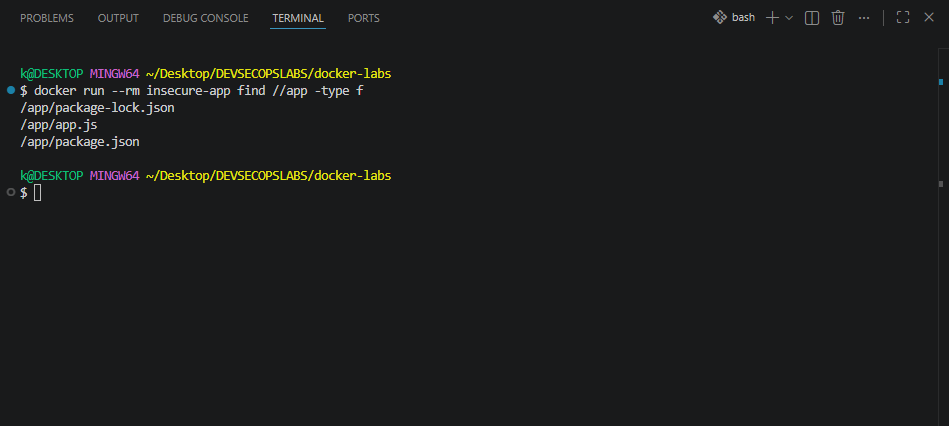 PROBLEMS OUTPUT DEBUG CONSOLE TERMINAL PORTS bash
k@DESKTOP MINGW64 ~/Desktop/DEVSECOPSLABS/docker-labs
$ docker run --rm insecure-app find //app -type f
/app/package-lock.json
/app/app.js
/app/package.json
k@DESKTOP MINGW64 ~/Desktop/DEVSECOPSLABS/docker-labs
$